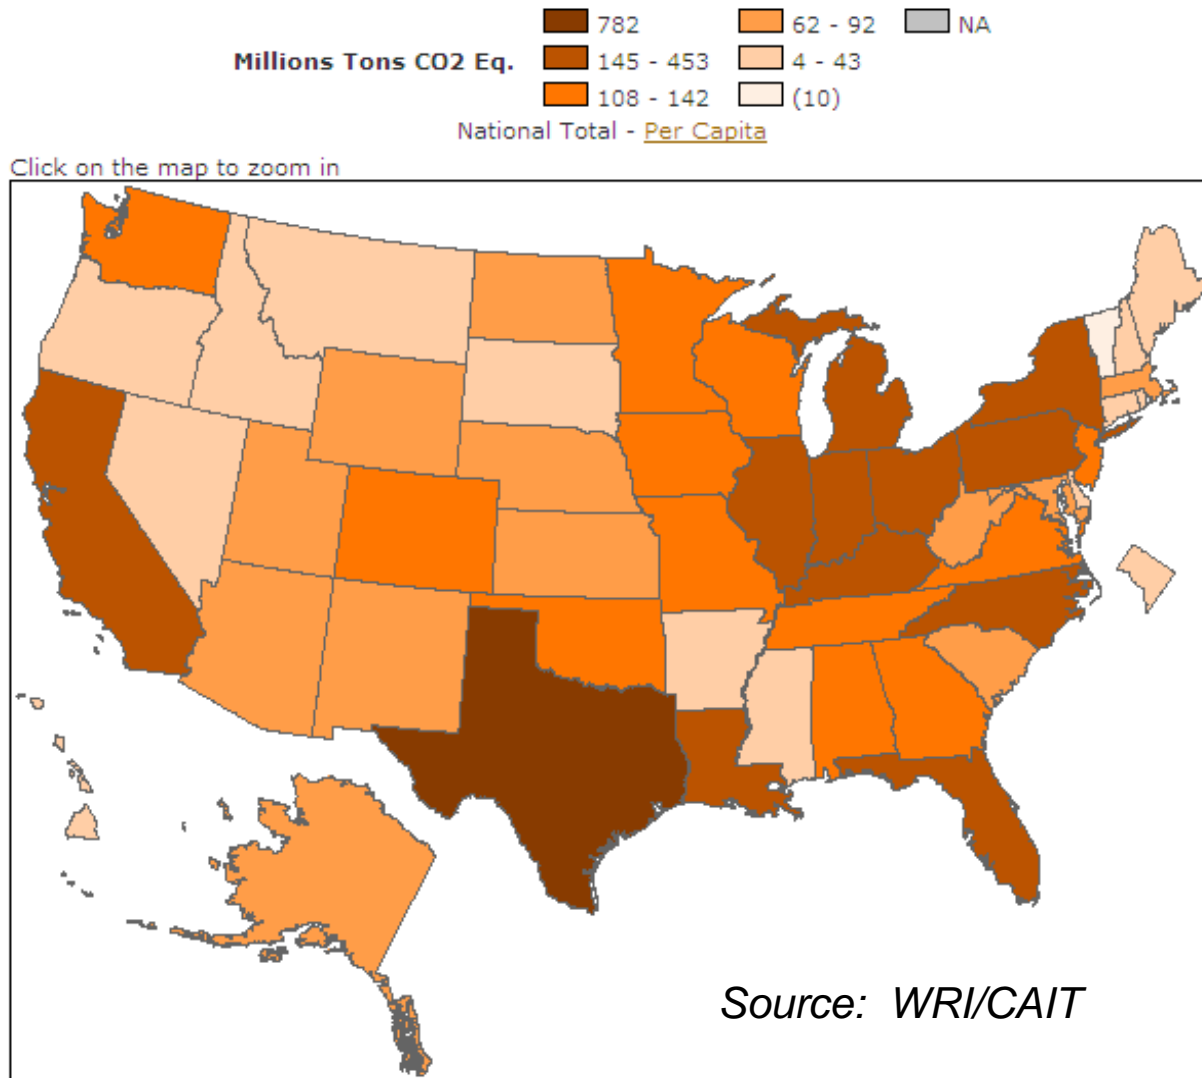 782 62 - 92 NA
Millions Tons CO2 Eq. 145 - 453 4 - 43
108 - 142 (10)
National Total - Per Capita
Click on the map to zoom in
Source: WRI/CAIT